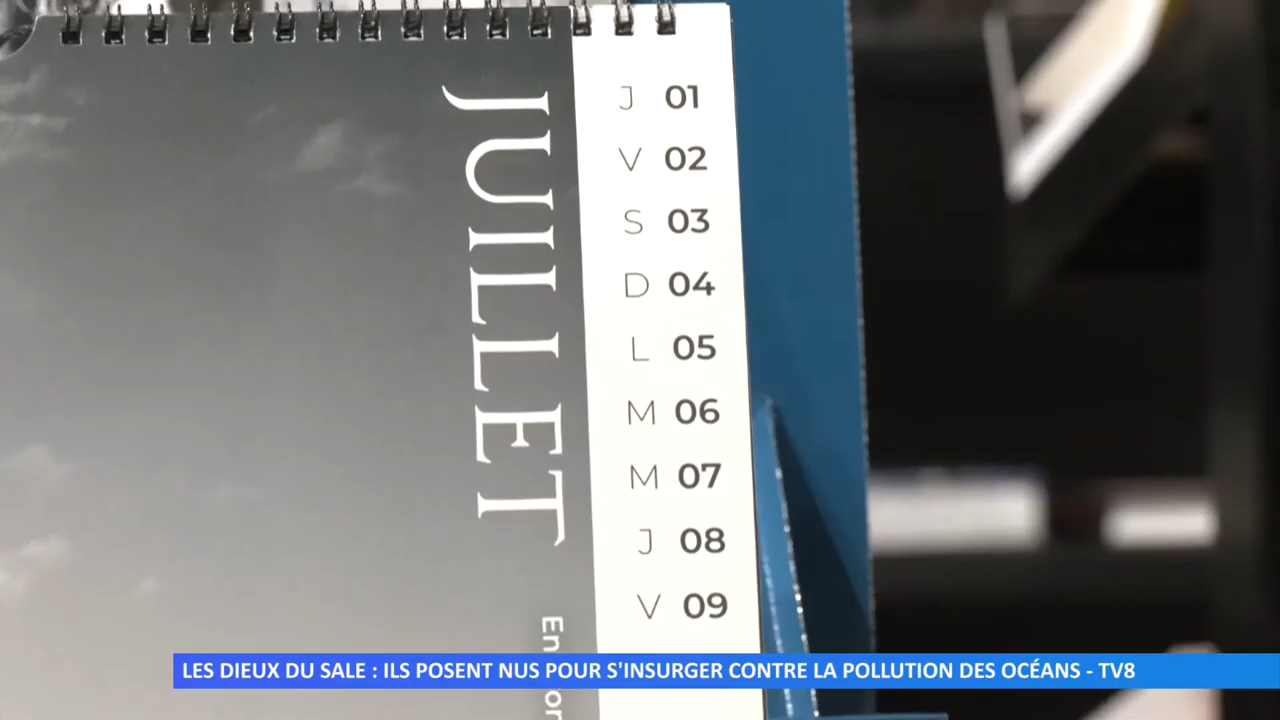 JUILLET
J 01
V 02
S 03
D 04
L 05
M 06
M 07
J 08
V 09
En
LES DIEUX DU SALE : ILS POSENT NUS POUR S'INSURGER CONTRE LA POLLUTION DES OCÉANS - TV8